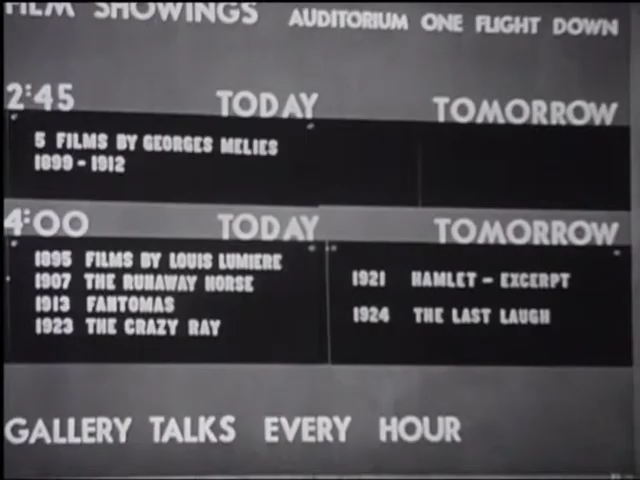 FILM SHOWINGS AUDITORIUM ONE FLIGHT DOWN
2:45 TODAY TOMORROW
5 FILMS BY GEORGES MELIES
1899 - 1912
4:00 TODAY TOMORROW
1895 FILMS BY LOUIS LUMIERE
1907 THE RUNAWAY HORSE
1913 FANTOMAS
1923 THE CRAZY RAY
1921 HAMLET - EXCERPT
1924 THE LAST LAUGH
GALLERY TALKS EVERY HOUR